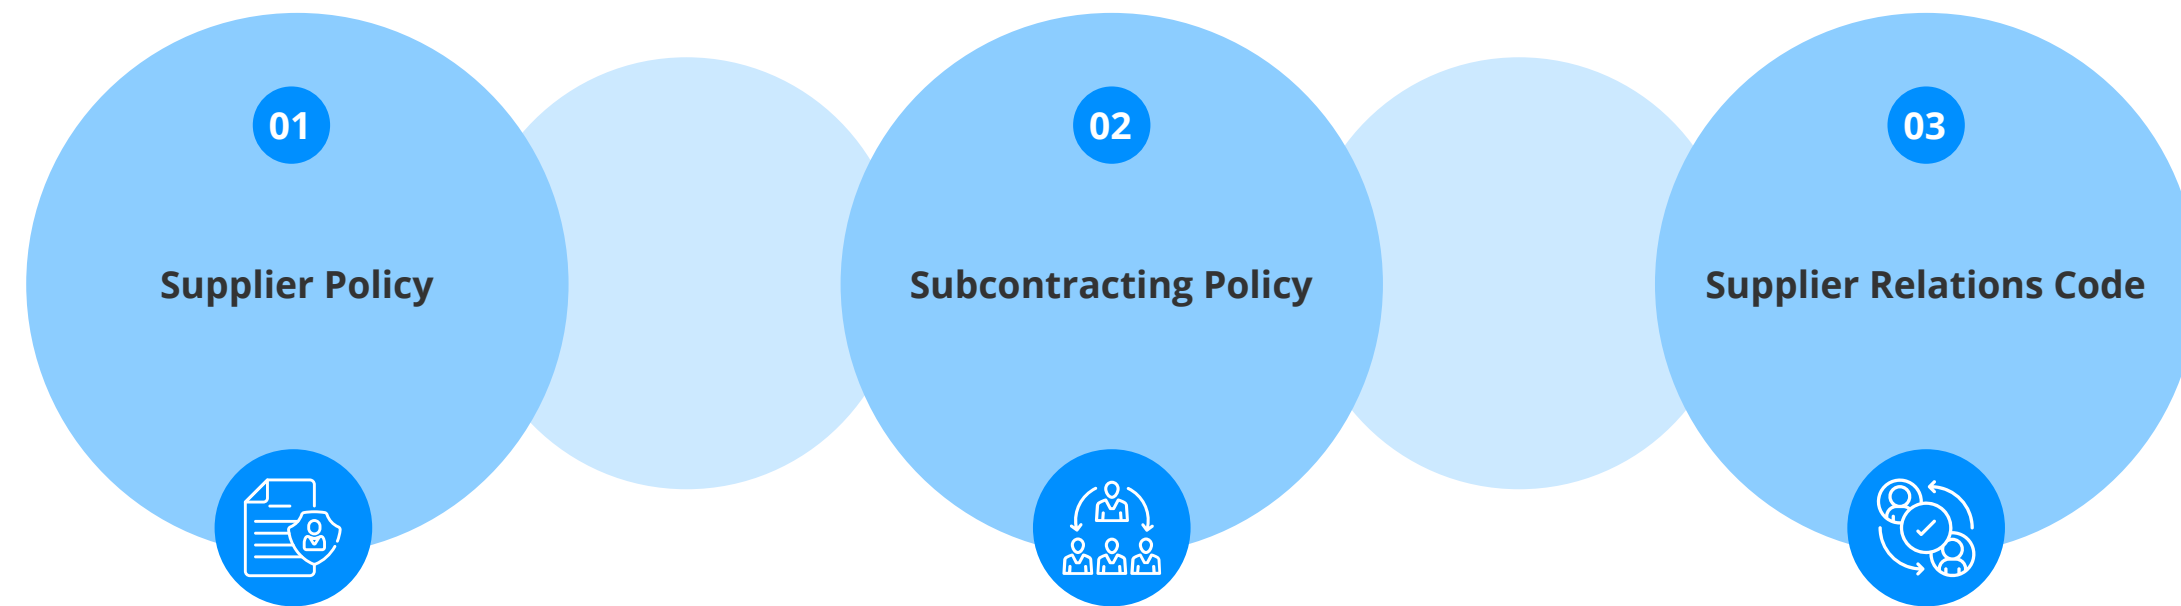 01
Supplier Policy
02
Subcontracting Policy
03
Supplier Relations Code